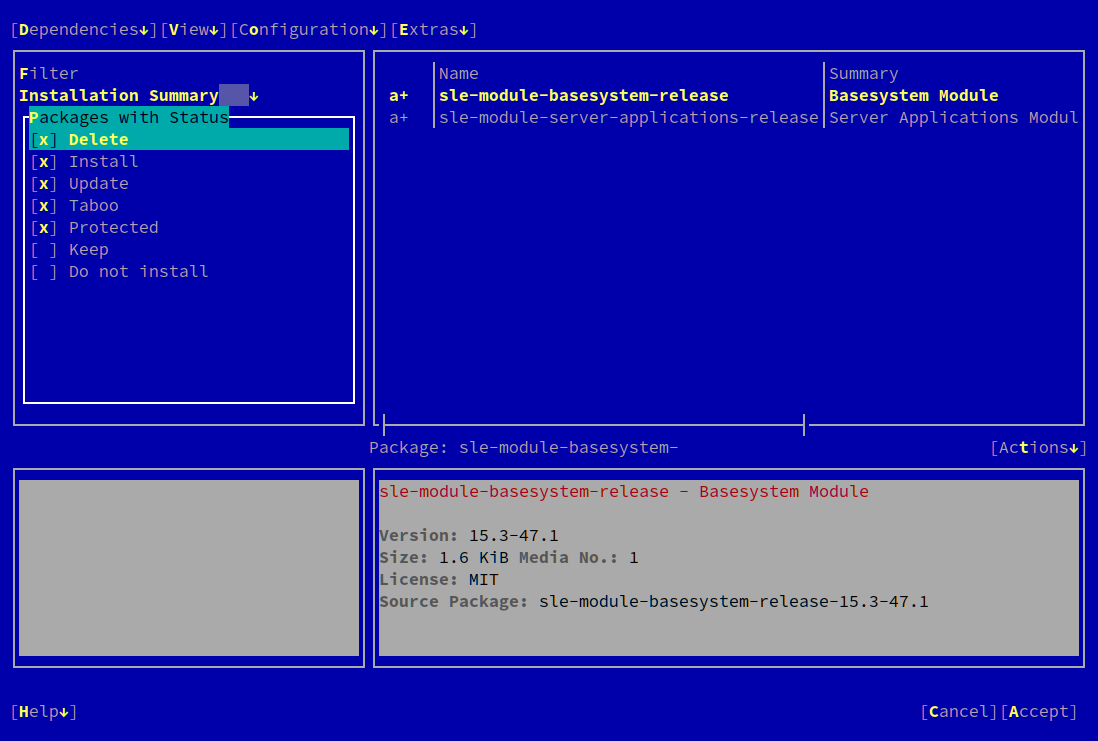 [Dependencies↓][View↓][Configuration↓][Extras↓]
Filter
Installation Summary ↓
Packages with Status
[x] Delete
[x] Install
[x] Update
[x] Taboo
[x] Protected
[ ] Keep
[ ] Do not install
Name Summary
a+ sle-module-basesystem-release Basesystem Module
a+ sle-module-server-applications-release Server Applications Modul
Package: sle-module-basesystem- [Actions↓]
sle-module-basesystem-release - Basesystem Module
Version: 15.3-47.1
Size: 1.6 KiB Media No.: 1
License: MIT
Source Package: sle-module-basesystem-release-15.3-47.1
[Help↓] [Cancel][Accept]